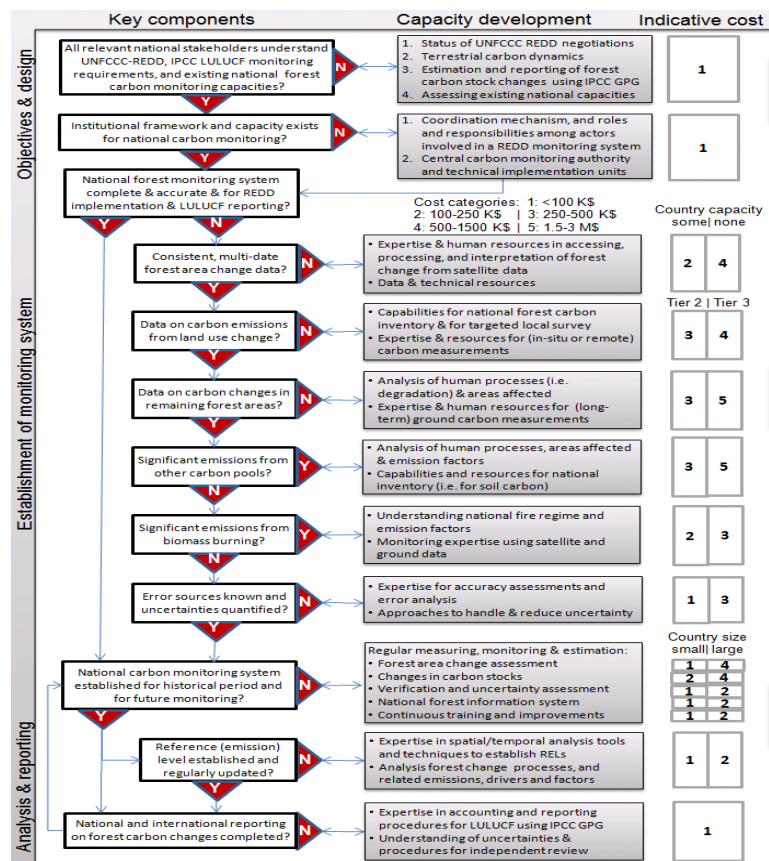 Key components
Capacity development
Indicative cost
Objectives & design
All relevant national stakeholders understand
UNFCCC-REDD, IPCC LULUCF monitoring
requirements, and existing national forest
carbon monitoring capacities?
N
Y
1. Status of UNFCCC REDD negotiations
2. Terrestrial carbon dynamics
3. Estimation and reporting of forest
carbon stock changes using IPCC GPG
4. Assessing existing national capacities
1
Institutional framework and capacity exists
for national carbon monitoring?
N
Y
1. Coordination mechanism, and roles
and responsibilities among actors
involved in a REDD monitoring system
2. Central carbon monitoring authority
and technical implementation units
1
National forest monitoring system
complete & accurate & for REDD
implementation & LULUCF reporting?
Y
N
Cost categories: 1: <100 K$
2: 100-250 K$ | 3: 250-500 K$
4: 500-1500 K$ | 5: 1.5-3 M$
Country capacity
some| none
Establishment of monitoring system
Consistent, multi-date
forest area change data?
N
Y
• Expertise & human resources in accessing,
processing, and interpretation of forest
change from satellite data
• Data & technical resources
2 4
Tier 2 | Tier 3
Data on carbon emissions
from land use change?
N
Y
• Capabilities for national forest carbon
inventory & for targeted local survey
• Expertise & resources for (in-situ or remote)
carbon measurements
3 4
Data on carbon changes in
remaining forest areas?
N
Y
• Analysis of human processes (i.e.
degradation) & areas affected
• Expertise & human resources for (long-
term) ground carbon measurements
3 5
Significant emissions from
other carbon pools?
Y
N
• Analysis of human processes, areas affected
& emission factors
• Capabilities and resources for national
inventory (i.e. for soil carbon)
3 5
Significant emissions from
biomass burning?
Y
N
• Understanding national fire regime and
emission factors
• Monitoring expertise using satellite and
ground data
2 3
Error sources known and
uncertainties quantified?
N
Y
• Expertise for accuracy assessments and
error analysis
• Approaches to handle & reduce uncertainty
1 3
Country size
small| large
Analysis & reporting
National carbon monitoring system
established for historical period and
for future monitoring?
N
Y
Regular measuring, monitoring & estimation:
• Forest area change assessment
• Changes in carbon stocks
• Verification and uncertainty assessment
• National forest information system
• Continuous training and improvements
1 4
2 4
1 2
1 2
1 2
Reference (emission)
level established and
regularly updated?
N
Y
• Expertise in spatial/temporal analysis tools
and techniques to establish RELs
• Analysis forest change processes, and
related emissions, drivers and factors
1 2
National and international reporting
on forest carbon changes completed?
N
• Expertise in accounting and reporting
procedures for LULUCF using IPCC GPG
• Understanding of uncertainties &
procedures for independent review
1